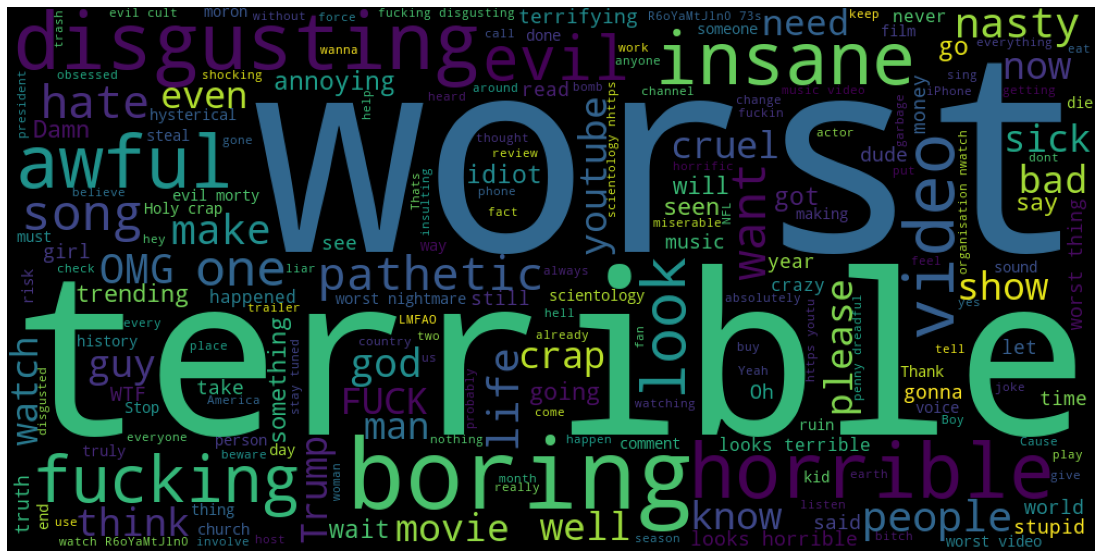 evil cult
moron
without
force
fucking disgusting
terrifying
R6oYaMtJlnO 73s
keep
never
film
nasty
trash
disgusting
wanna
call
done
someone
need
go
everything
eat
evil
work
anyone
insane
now
obsessed
shocking
annoying
read
bomb
channel
music video
sing
iPhone
getting
president
hate
even
help
heard
around
youtube
scientology nhttps
change
fuckin
money
die
Damn
hysterical
steal
gone
worst
thought
review
cruel
actor
garbage
dont
sick
awful
evil morty
believe
Thats
insulting
idiot
phone
fact
horrific
dude
put
bad
song
Holy crap
make
see
way
will
seen
miserable
NFL
want
got
making
video
feel
organisation nwatch
say
worst thing
must
hey
girl
music
year
sound
yes
risk
check
OMG one
liar
pathetic
always
look
crazy
show
trending
happened
worst nightmare
still
scientology
absolutely
please
let
tell
Watch
history
every
trailer
LMFAO
two
already
hell
fan
buy
https youtu
penny dreadful
Thank
joke
guy
place
something
stay tuned
god
country
us
life
crap
Yeah
Oh
gonna
time
disgusted
WTF
Stop
take
America
FUCK
probably
going
watching
ruin
voice
Boy
terrible
truly
everyone
beware
person
day
man
nothing
come
happen
comment
looks terrible
Cause
play
truth
fucking
Trump
woman
boring
month
really
horrible
kid
earth
give
end
use
think
thing
church
wait
movie
well
know
said
listen
world
stupid
watch R6oYaMtJlnO
involve
host
season
people
looks horrible
bitch
worst video